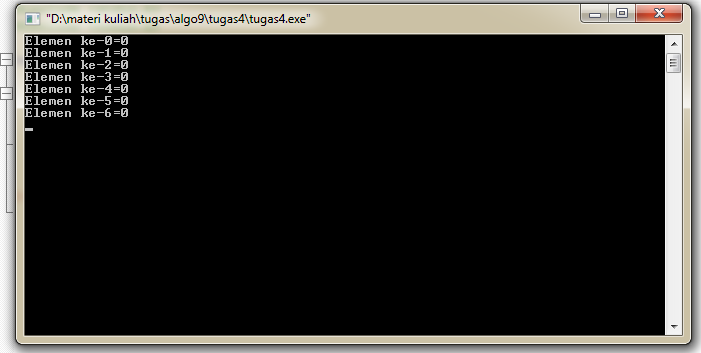 "D:\materi kuliah\tugas\algo9\tugas4\tugas4.exe"
Elemen ke-0=0
Elemen ke-1=0
Elemen ke-2=0
Elemen ke-3=0
Elemen ke-4=0
Elemen ke-5=0
Elemen ke-6=0